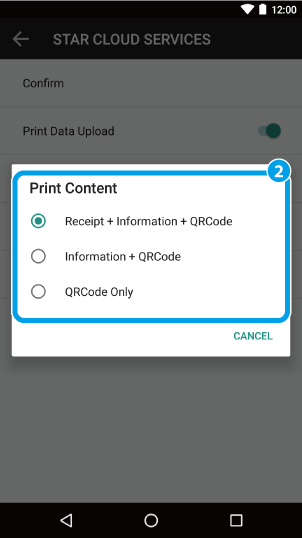 12:00
STAR CLOUD SERVICES
Confirm
Print Data Upload
2
Print Content
Receipt + Information + QRCode
Information + QRCode
QRCode Only
CANCEL